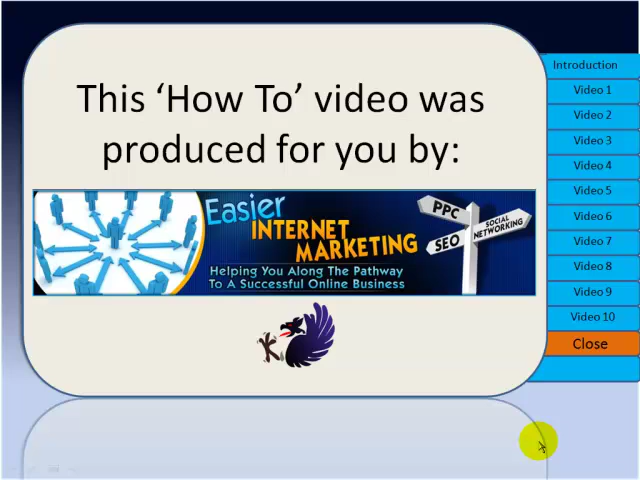 This ‘How To’ video was
produced for you by:
Easier
INTERNET
MARKETING
Helping You Along The Pathway
To A Successful Online Business
PPC
SEO
SOCIAL
NETWORKING
Introduction
Video 1
Video 2
Video 3
Video 4
Video 5
Video 6
Video 7
Video 8
Video 9
Video 10
Close